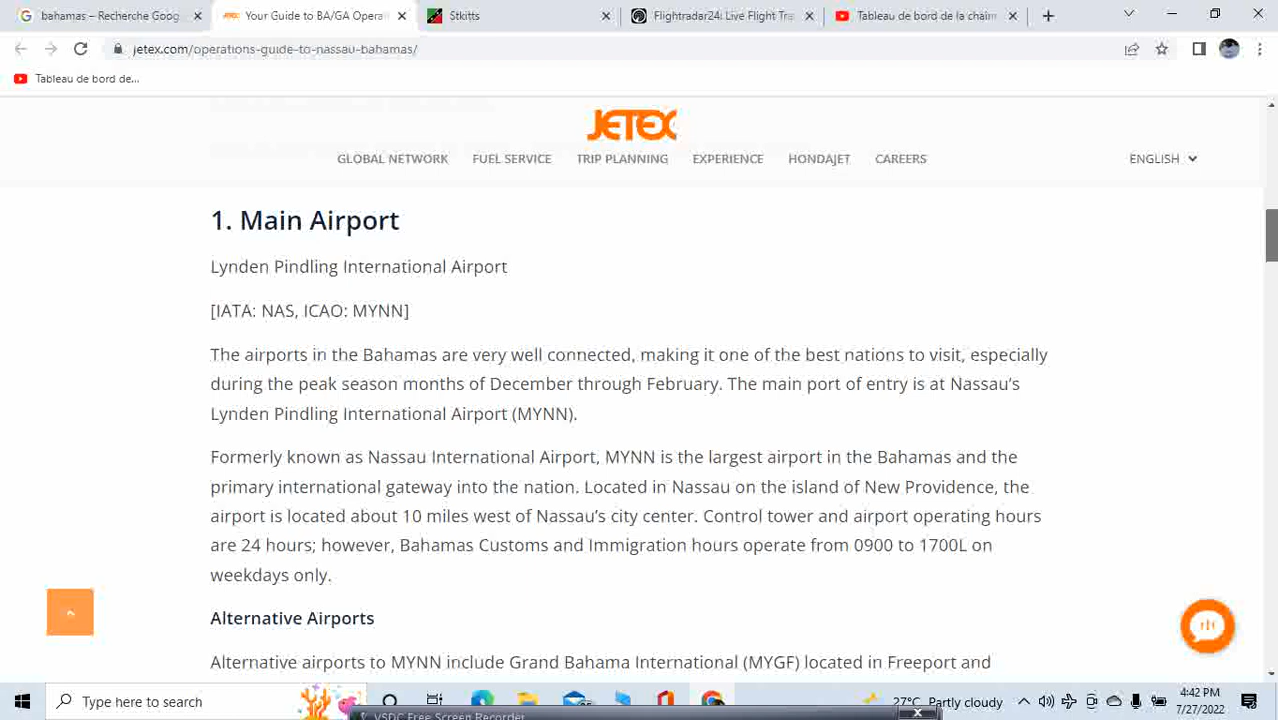 bahamas – Recherche Goog
Your Guide to BA/GA Opera
Stkitts
Flightradar24: Live Flight Tra
Tableau de bord de la chaîn
jetex.com/operations-guide-to-nassau-bahamas/
Tableau de bord de...
JETEX
GLOBAL NETWORK FUEL SERVICE TRIP PLANNING EXPERIENCE HONDAJET CAREERS ENGLISH
1. Main Airport
Lynden Pindling International Airport
[IATA: NAS, ICAO: MYNN]
The airports in the Bahamas are very well connected, making it one of the best nations to visit, especially
during the peak season months of December through February. The main port of entry is at Nassau's
Lynden Pindling International Airport (MYNN).
Formerly known as Nassau International Airport, MYNN is the largest airport in the Bahamas and the
primary international gateway into the nation. Located in Nassau on the island of New Providence, the
airport is located about 10 miles west of Nassau's city center. Control tower and airport operating hours
are 24 hours; however, Bahamas Customs and Immigration hours operate from 0900 to 1700L on
weekdays only.
Alternative Airports
Alternative airports to MYNN include Grand Bahama International (MYGF) located in Freeport and
Type here to search
27°C Partly cloudy
4:42 PM
7/27/2022
VSDC Free Screen Recorder